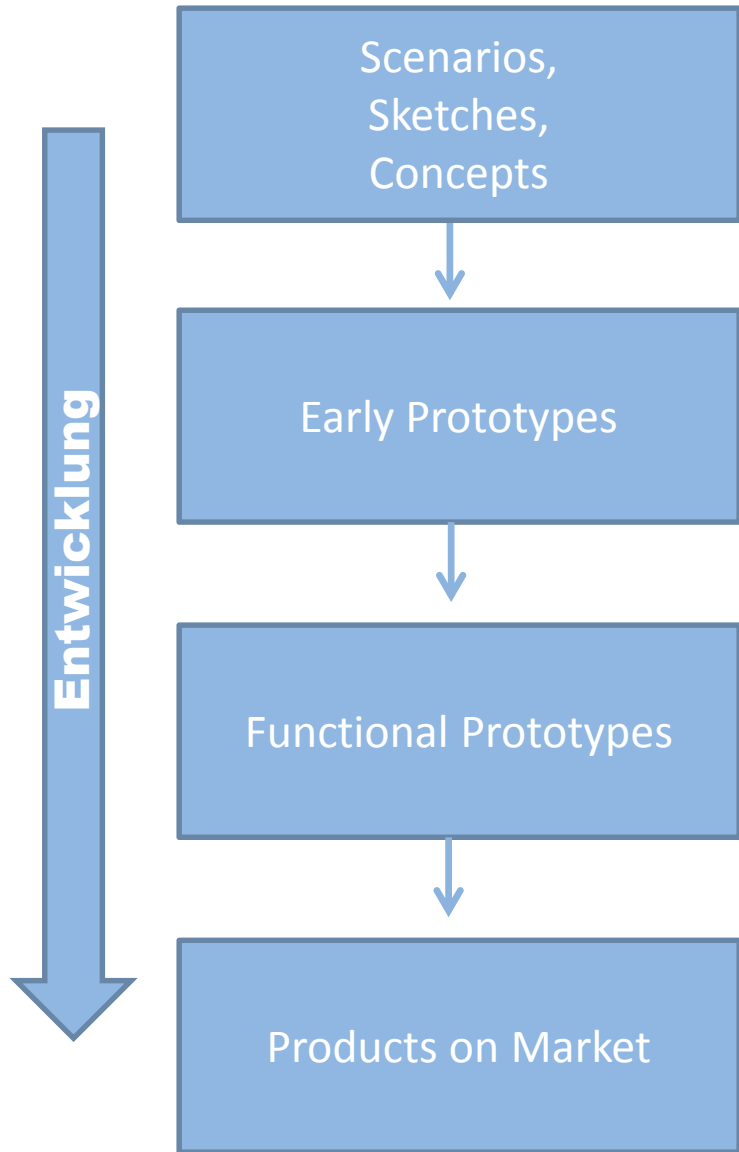 Scenarios,
Sketches,
Concepts
Early Prototypes
Entwicklung
Functional Prototypes
Products on Market